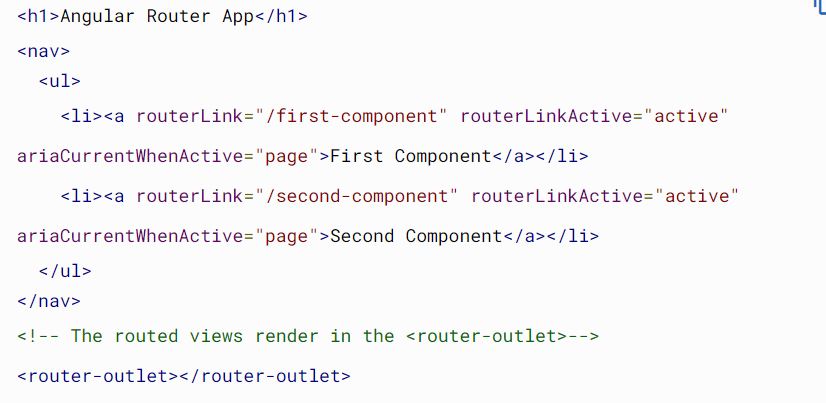 <h1>Angular Router App</h1>
<nav>
  <ul>
    <li><a routerLink="/first-component" routerLinkActive="active"
ariaCurrentWhenActive="page">First Component</a></li>
    <li><a routerLink="/second-component" routerLinkActive="active"
ariaCurrentWhenActive="page">Second Component</a></li>
  </ul>
</nav>
<!-- The routed views render in the <router-outlet>-->
<router-outlet></router-outlet>